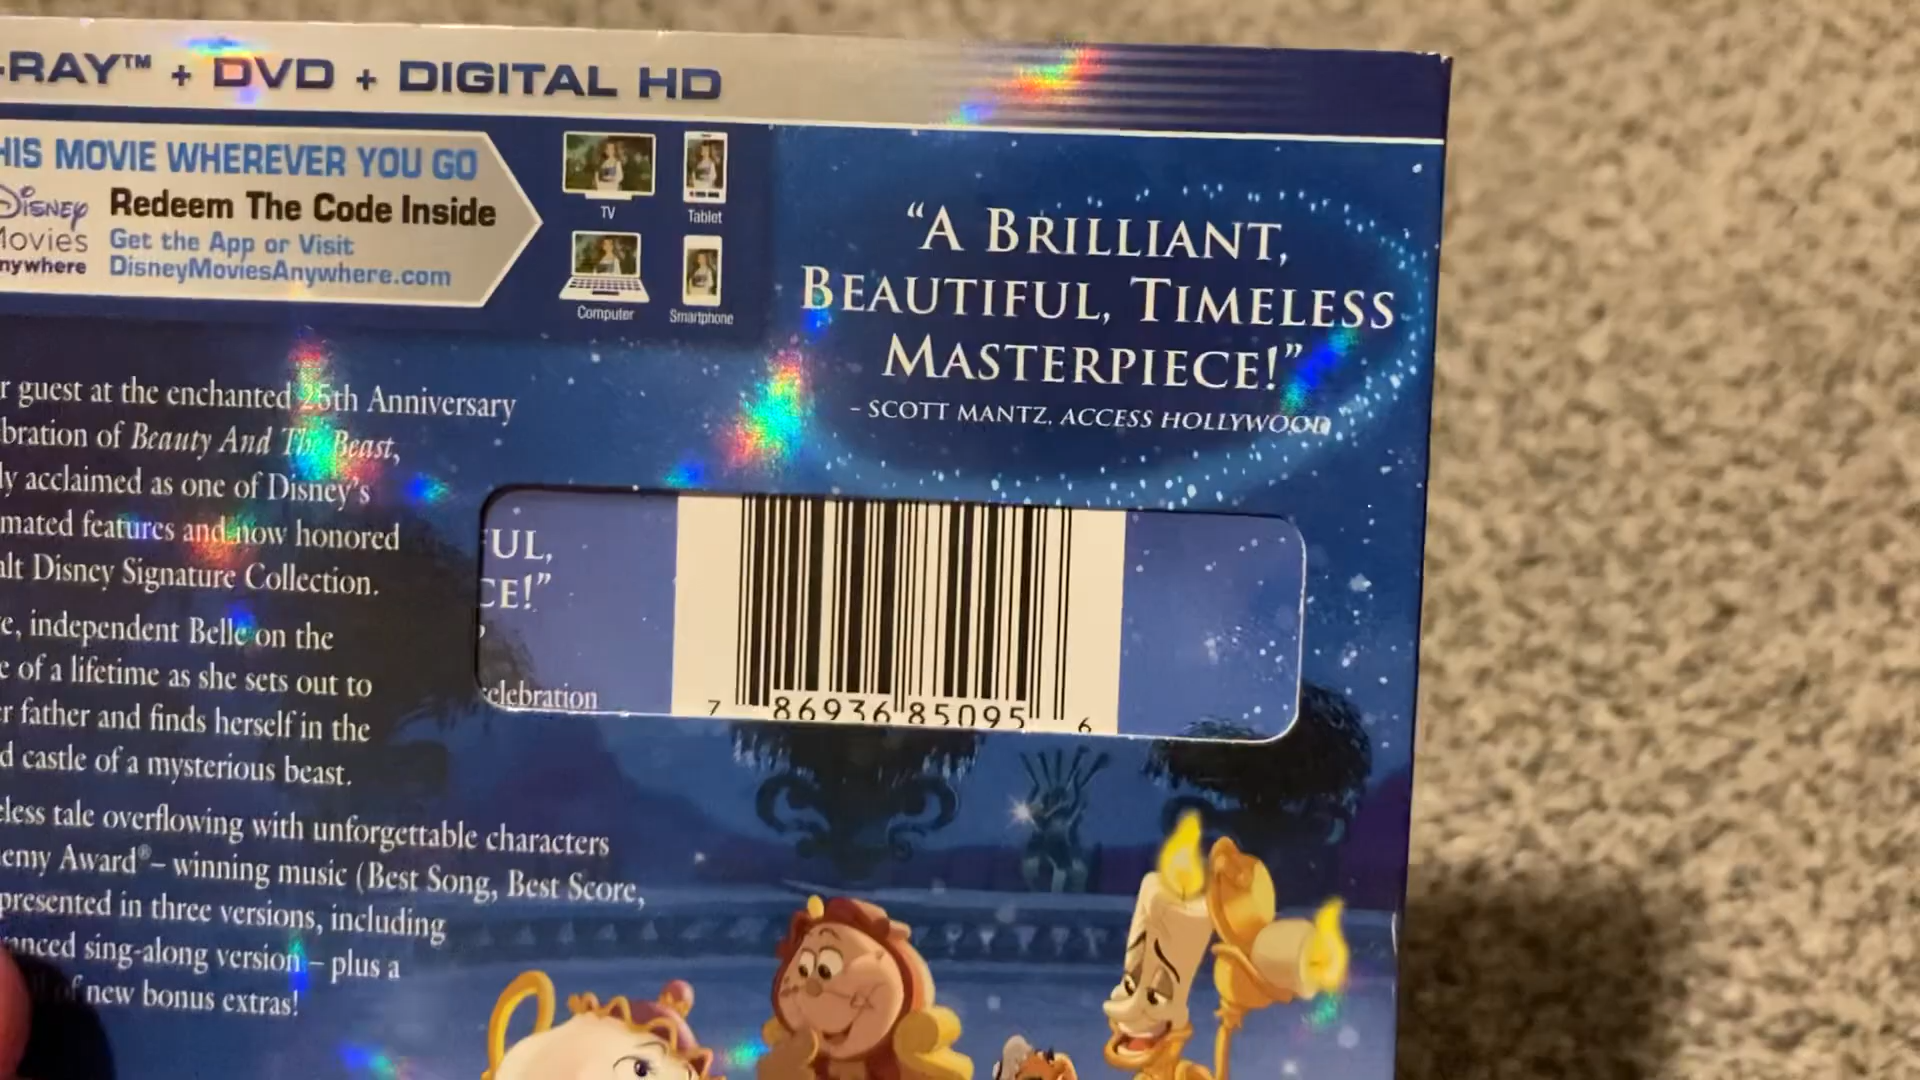 -RAY™ + DVD + DIGITAL HD
HIS MOVIE WHEREVER YOU GO
Disney
Movies
nywhere
Redeem The Code Inside
Get the App or Visit
DisneyMoviesAnywhere.com
TV
Tablet
Computer
Smartphone
“A BRILLIANT,
BEAUTIFUL, TIMELESS
MASTERPIECE!”
- SCOTT MANTZ, ACCESS HOLLYWOOD
r guest at the enchanted 25th Anniversary
bration of Beauty And The Beast,
ly acclaimed as one of Disney's
mated features and now honored
alt Disney Signature Collection.
e, independent Belle on the
e of a lifetime as she sets out to
r father and finds herself in the
d castle of a mysterious beast.
eless tale overflowing with unforgettable characters
emy Award®– winning music (Best Song, Best Score,
presented in three versions, including
anced sing-along version – plus a
f new bonus extras!
UL,
CE!”
elebration
7 86936 85095 6